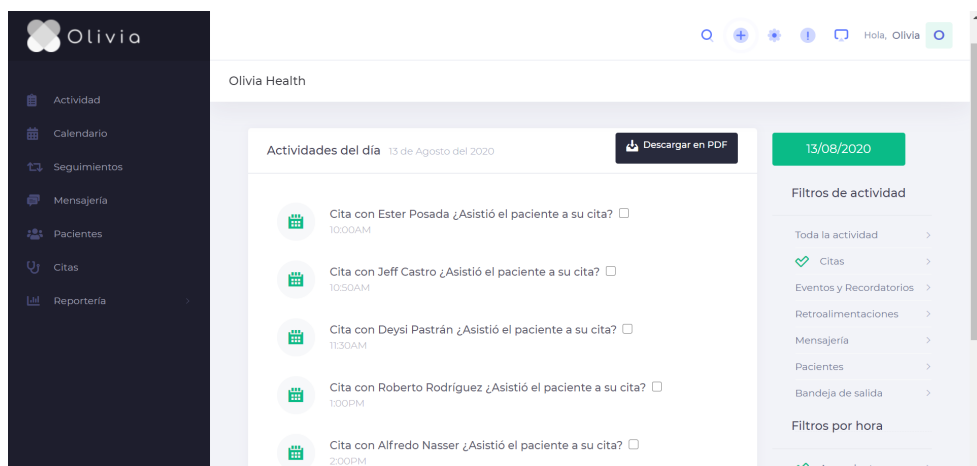 Olivia
Hola, Olivia O
Olivia Health
Actividad
Calendario
Seguimientos
Mensajería
Pacientes
Citas
Reportería
Actividades del día 13 de Agosto del 2020
Descargar en PDF
Cita con Ester Posada ¿Asistió el paciente a su cita?
10:00AM
Cita con Jeff Castro ¿Asistió el paciente a su cita?
10:50AM
Cita con Deysi Pastrán ¿Asistió el paciente a su cita?
11:30AM
Cita con Roberto Rodríguez ¿Asistió el paciente a su cita?
1:00PM
Cita con Alfredo Nasser ¿Asistió el paciente a su cita?
2:00PM
13/08/2020
Filtros de actividad
Toda la actividad
Citas
Eventos y Recordatorios
Retroalimentaciones
Mensajería
Pacientes
Bandeja de salida
Filtros por hora